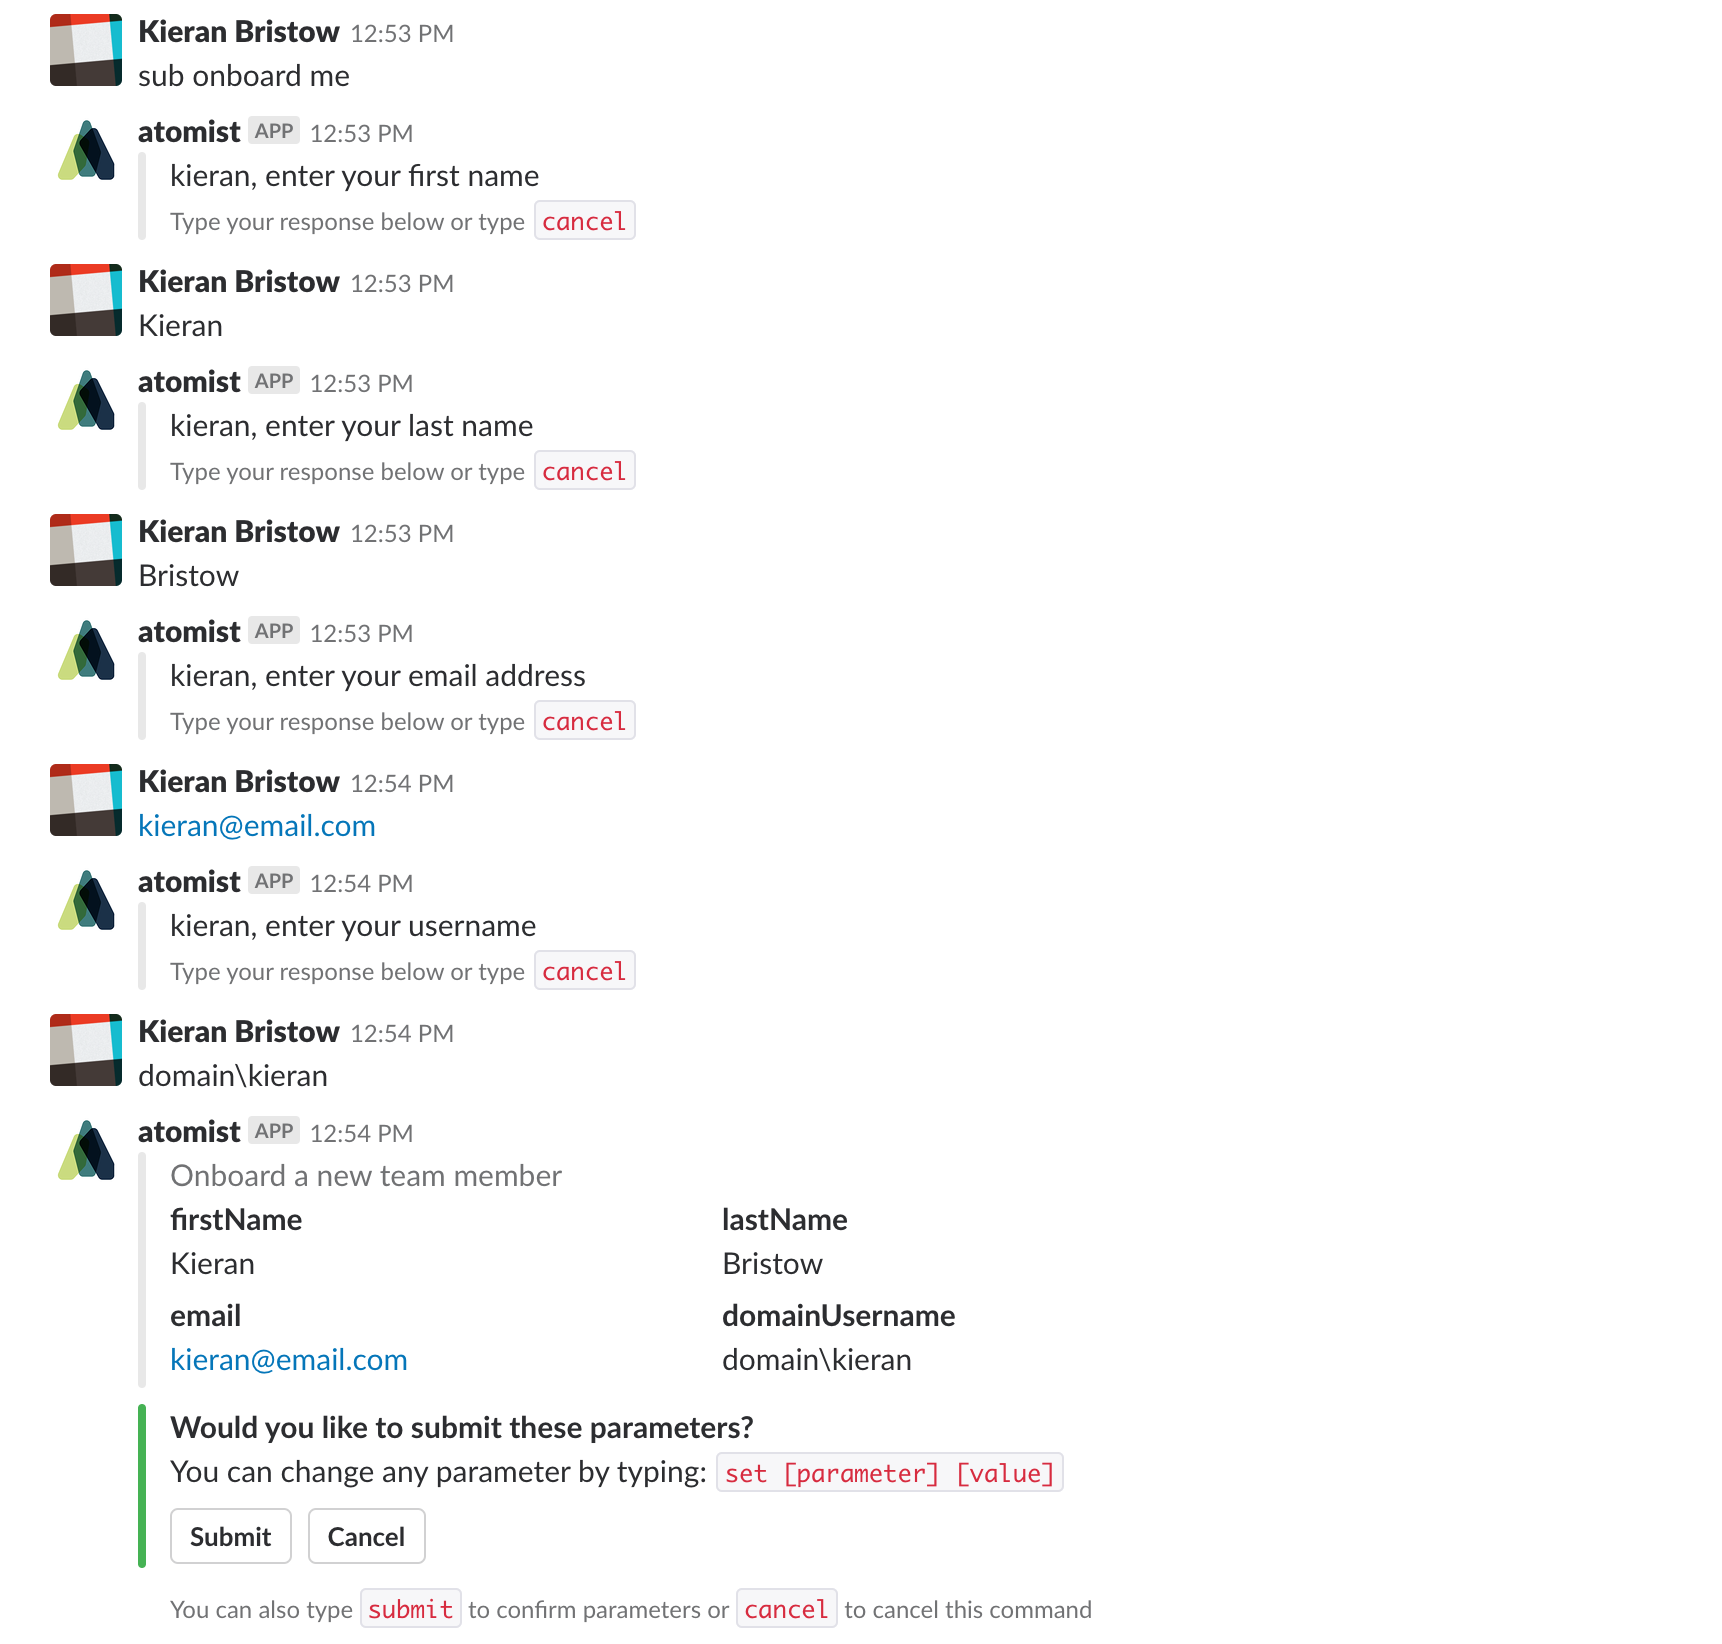 Kieran Bristow 12:53 PM
sub onboard me
atomist APP 12:53 PM
kieran, enter your first name
Type your response below or type cancel
Kieran Bristow 12:53 PM
Kieran
atomist APP 12:53 PM
kieran, enter your last name
Type your response below or type cancel
Kieran Bristow 12:53 PM
Bristow
atomist APP 12:53 PM
kieran, enter your email address
Type your response below or type cancel
Kieran Bristow 12:54 PM
kieran@email.com
atomist APP 12:54 PM
kieran, enter your username
Type your response below or type cancel
Kieran Bristow 12:54 PM
domain\kieran
atomist APP 12:54 PM
Onboard a new team member
firstName lastName
Kieran Bristow
email domainUsername
kieran@email.com domain\kieran
Would you like to submit these parameters?
You can change any parameter by typing: set [parameter] [value]
Submit Cancel
You can also type submit to confirm parameters or cancel to cancel this command